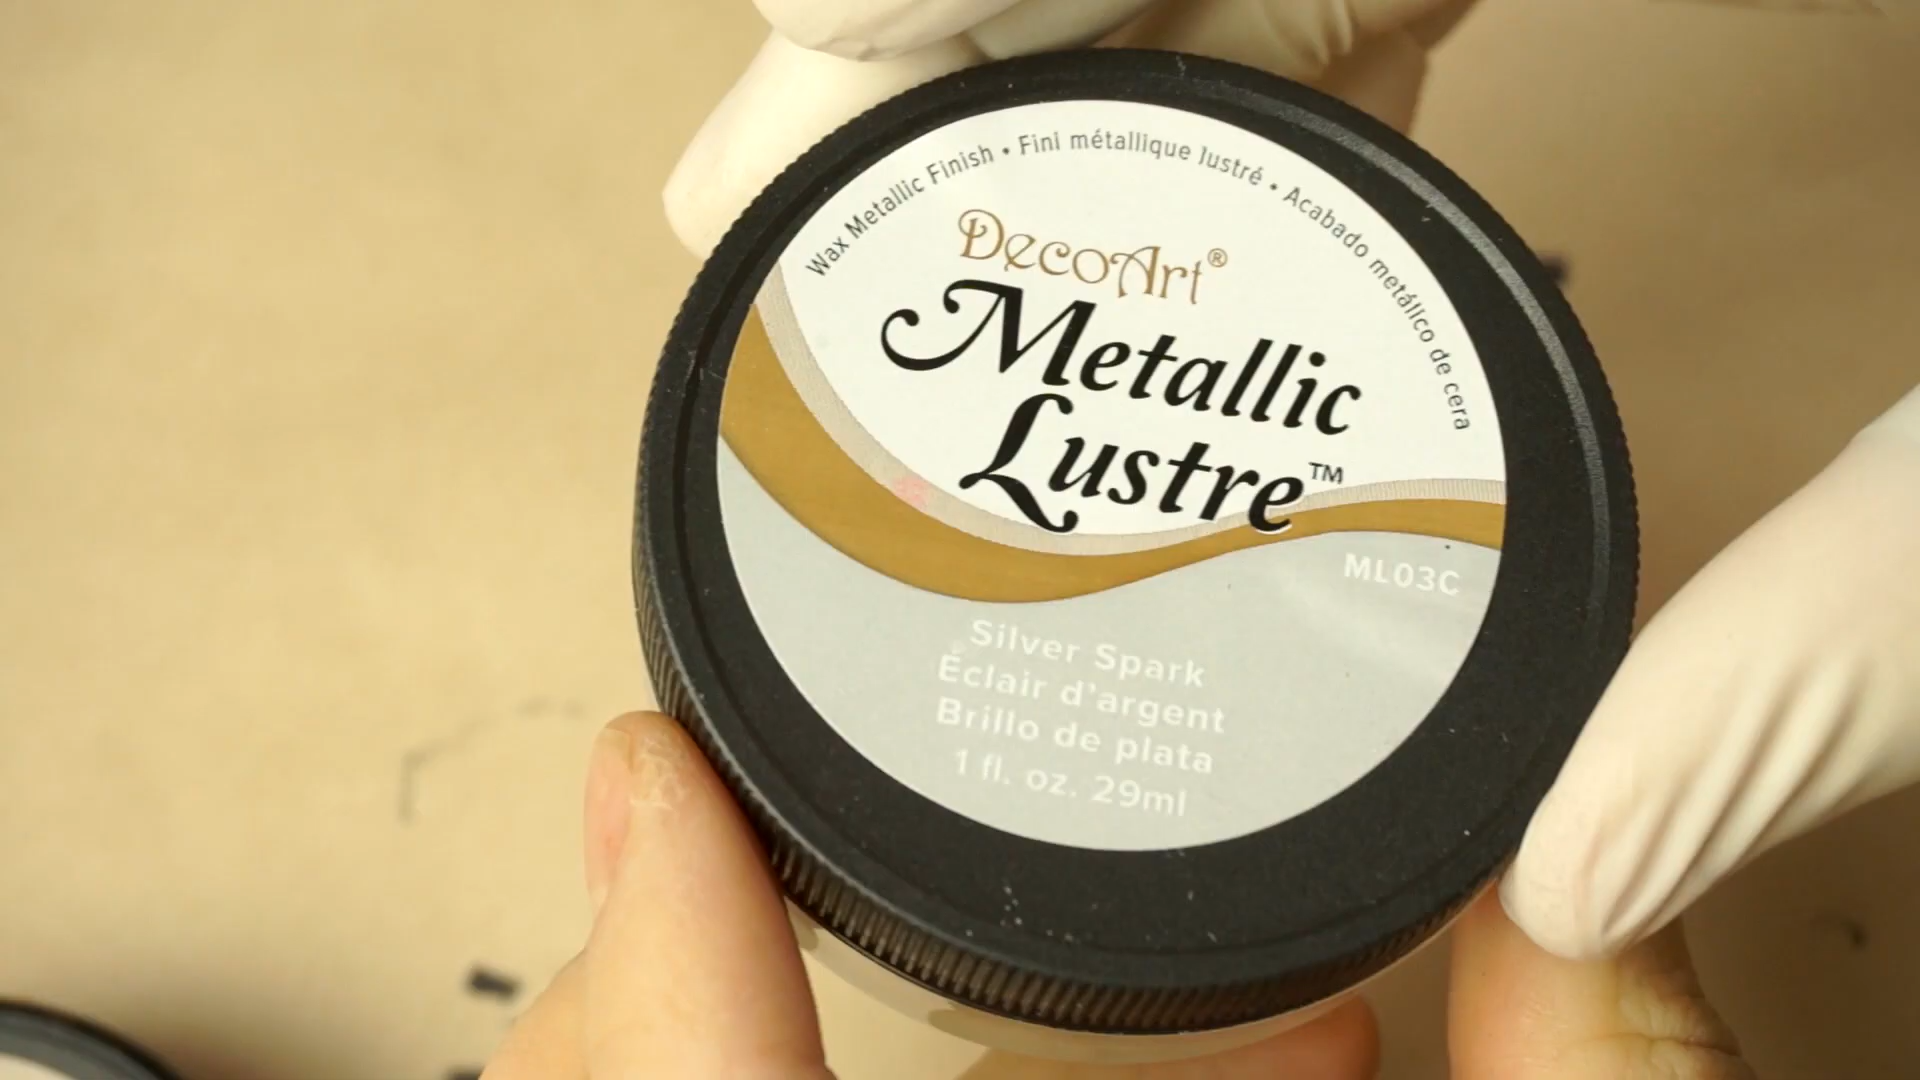 Wax Metallic Finish • Fini métallique lustré • Acabado metálico de cera
DecoArt®
Metallic
Lustre™
ML03C
Silver Spark
Éclair d'argent
Brillo de plata
1 fl. oz. 29ml